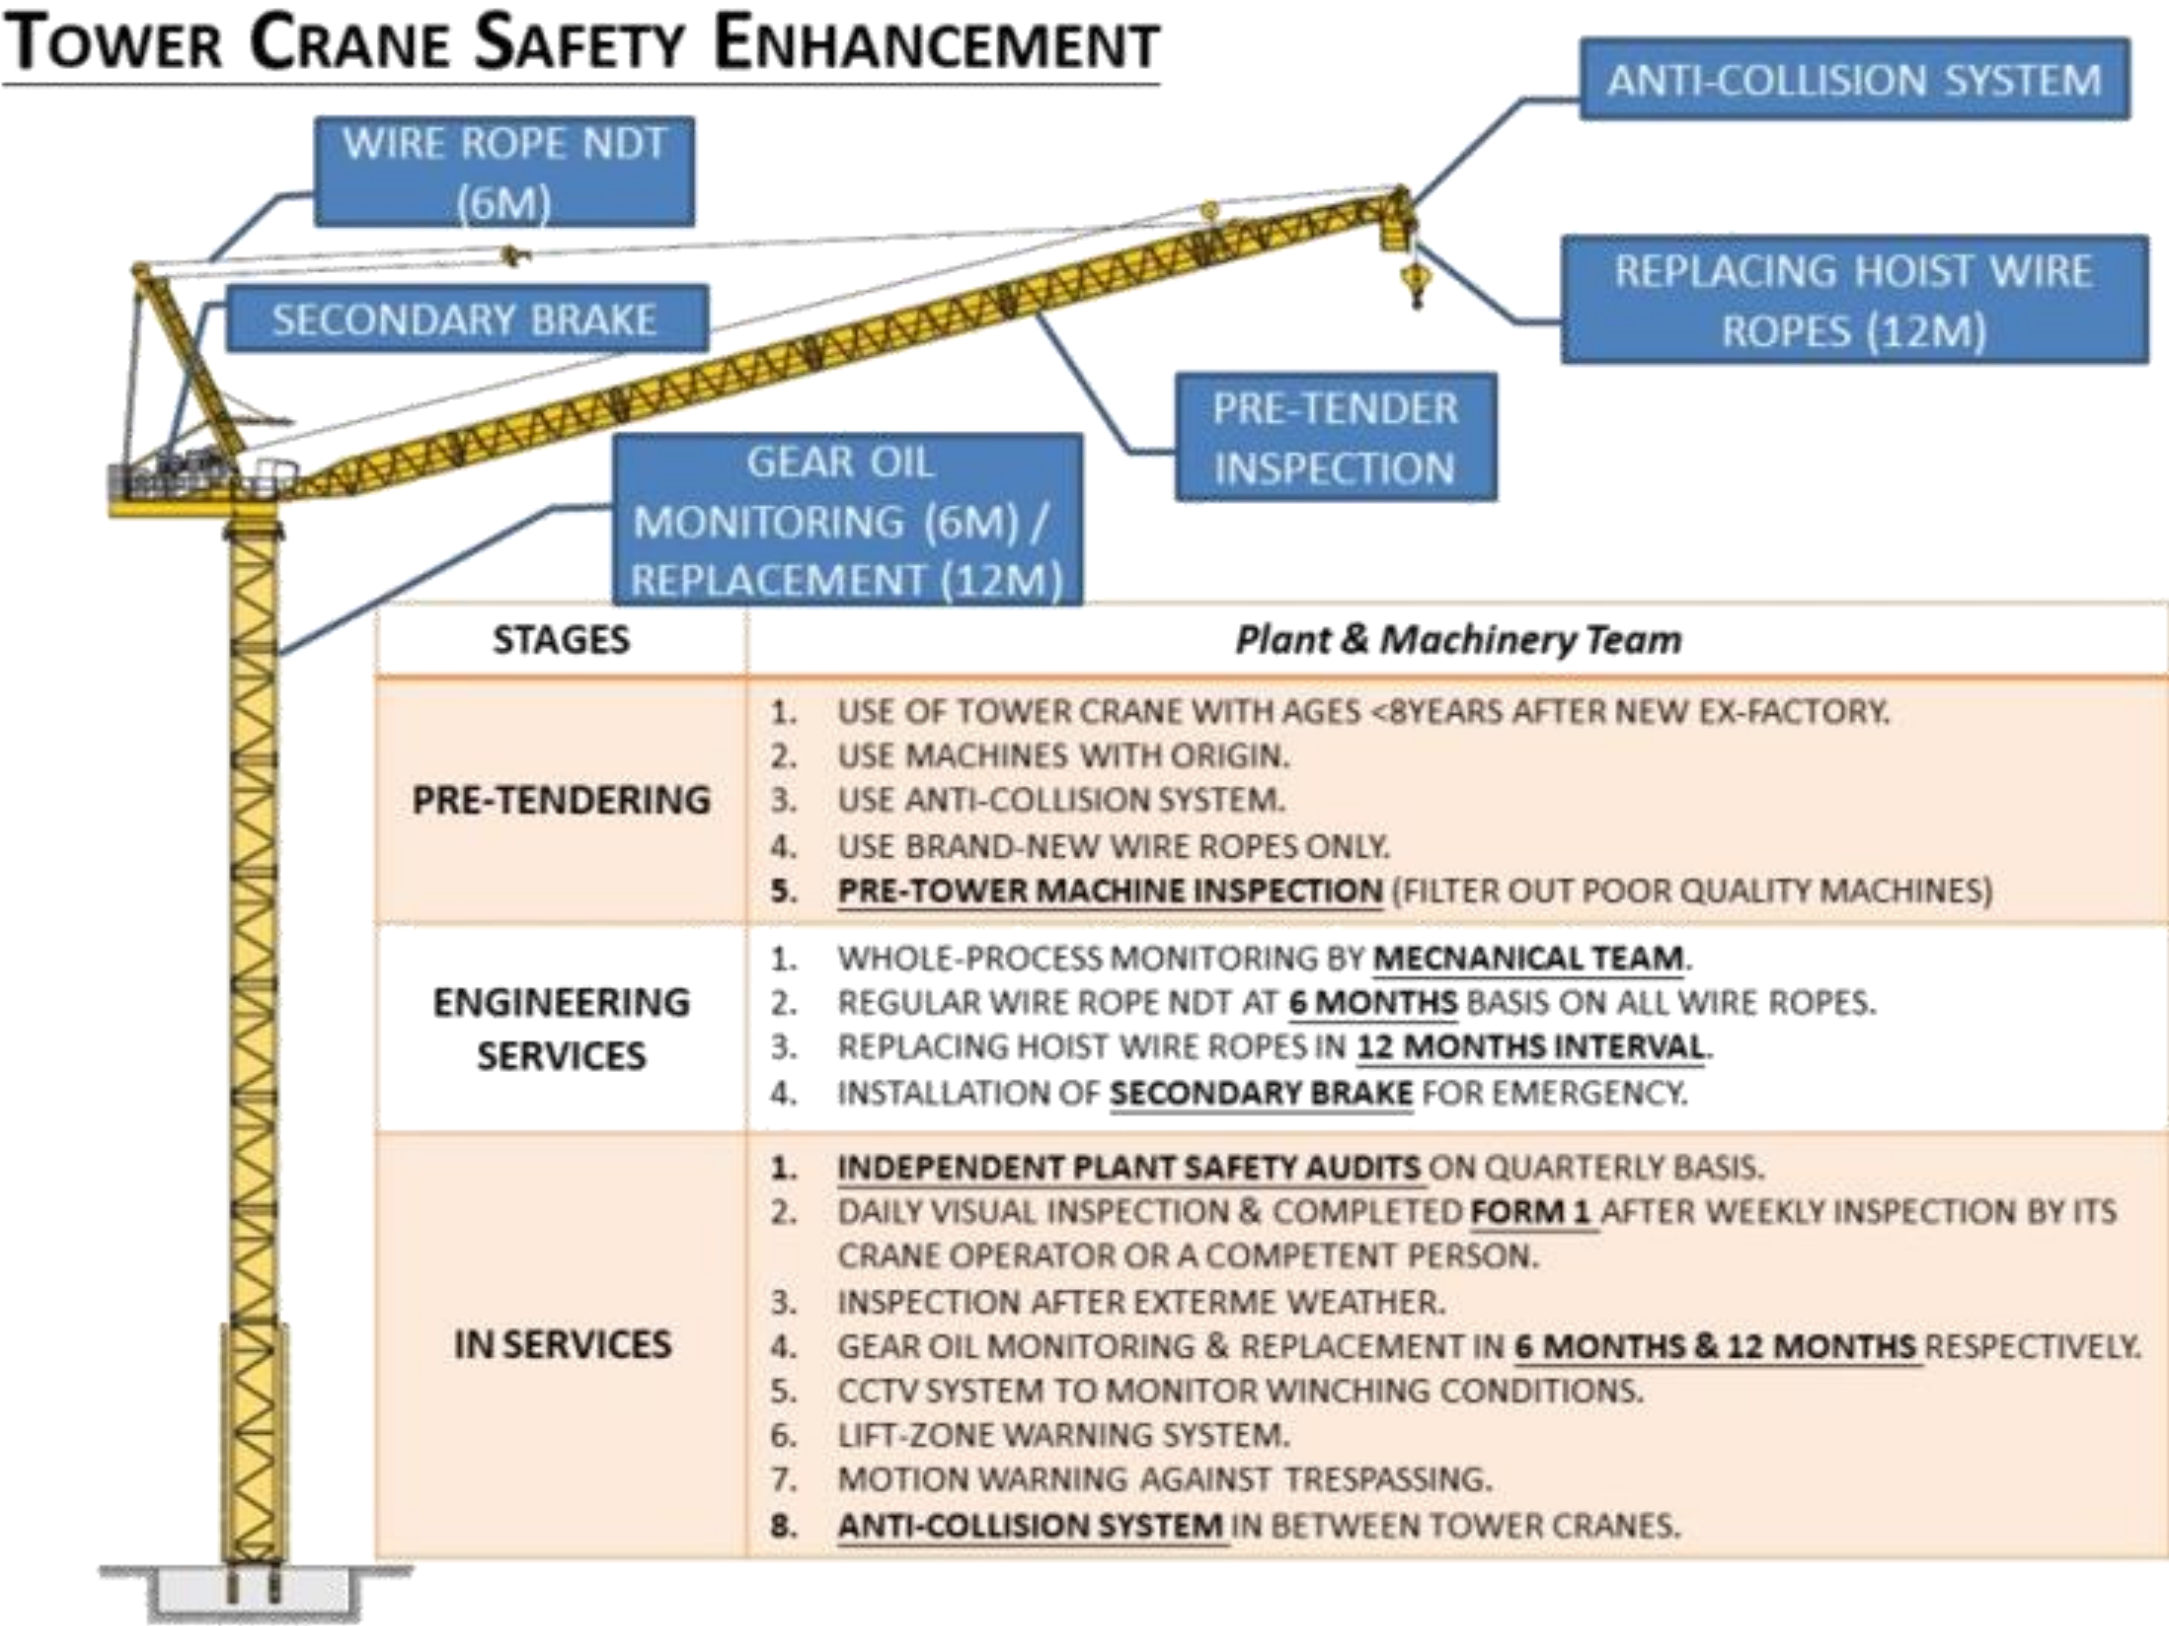 TOWER CRANE SAFETY ENHANCEMENT
ANTI-COLLISION SYSTEM
WIRE ROPE NDT
(6M)
REPLACING HOIST WIRE
ROPES (12M)
SECONDARY BRAKE
PRE-TENDER
INSPECTION
GEAR OIL
MONITORING (6M) /
REPLACEMENT (12M)
STAGES
Plant & Machinery Team
PRE-TENDERING
1. USE OF TOWER CRANE WITH AGES <8YEARS AFTER NEW EX-FACTORY.
2. USE MACHINES WITH ORIGIN.
3. USE ANTI-COLLISION SYSTEM.
4. USE BRAND-NEW WIRE ROPES ONLY.
5. PRE-TOWER MACHINE INSPECTION (FILTER OUT POOR QUALITY MACHINES)
ENGINEERING
SERVICES
1. WHOLE-PROCESS MONITORING BY MECNANICAL TEAM.
2. REGULAR WIRE ROPE NDT AT 6 MONTHS BASIS ON ALL WIRE ROPES.
3. REPLACING HOIST WIRE ROPES IN 12 MONTHS INTERVAL.
4. INSTALLATION OF SECONDARY BRAKE FOR EMERGENCY.
IN SERVICES
1. INDEPENDENT PLANT SAFETY AUDITS ON QUARTERLY BASIS.
2. DAILY VISUAL INSPECTION & COMPLETED FORM 1 AFTER WEEKLY INSPECTION BY ITS
CRANE OPERATOR OR A COMPETENT PERSON.
3. INSPECTION AFTER EXTERME WEATHER.
4. GEAR OIL MONITORING & REPLACEMENT IN 6 MONTHS & 12 MONTHS RESPECTIVELY.
5. CCTV SYSTEM TO MONITOR WINCHING CONDITIONS.
6. LIFT-ZONE WARNING SYSTEM.
7. MOTION WARNING AGAINST TRESPASSING.
8. ANTI-COLLISION SYSTEM IN BETWEEN TOWER CRANES.